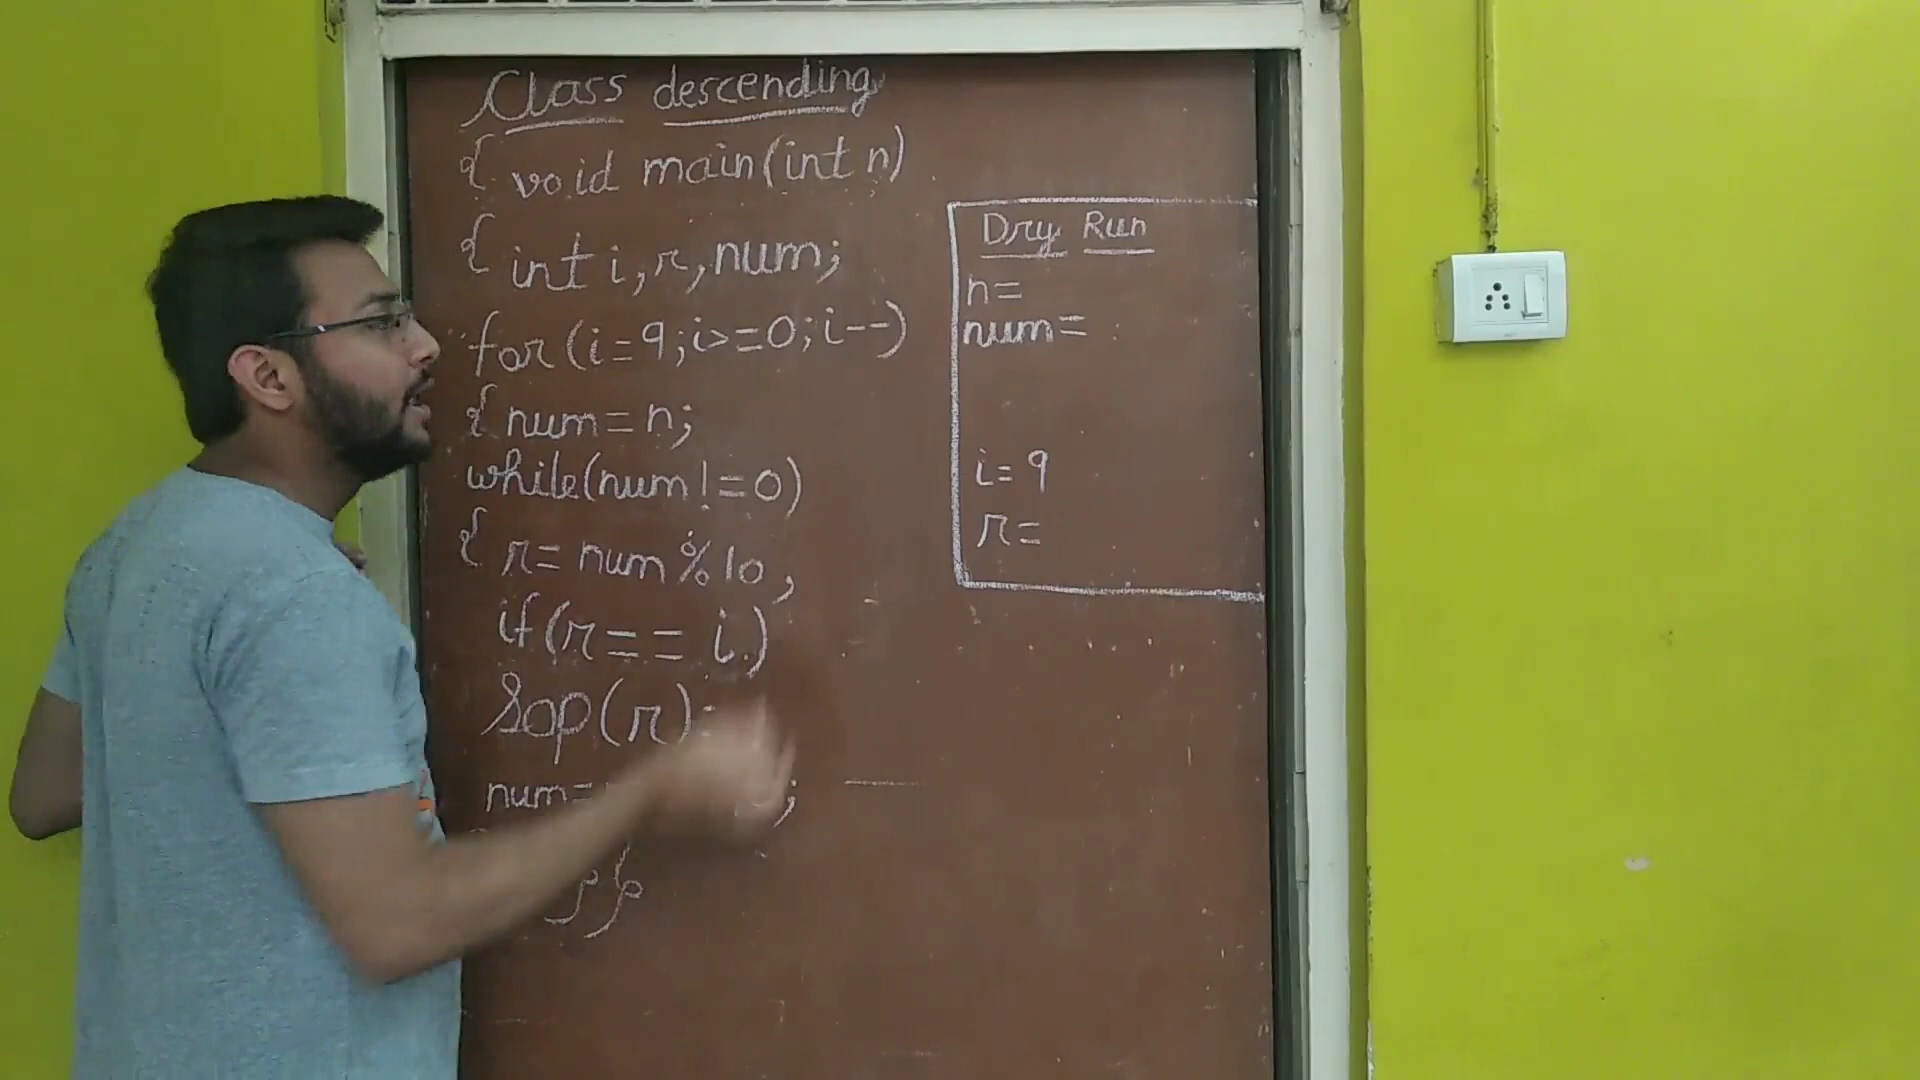 Class descending
{ void main(int n)
{ int i, r, num;
for (i=9; i>=0; i--)
{ num = n;
while(num != 0)
{ r = num % 10;
if (r == i)
Sop(r);
num=
}}
Dry Run
n=
num=
i= 9
r=